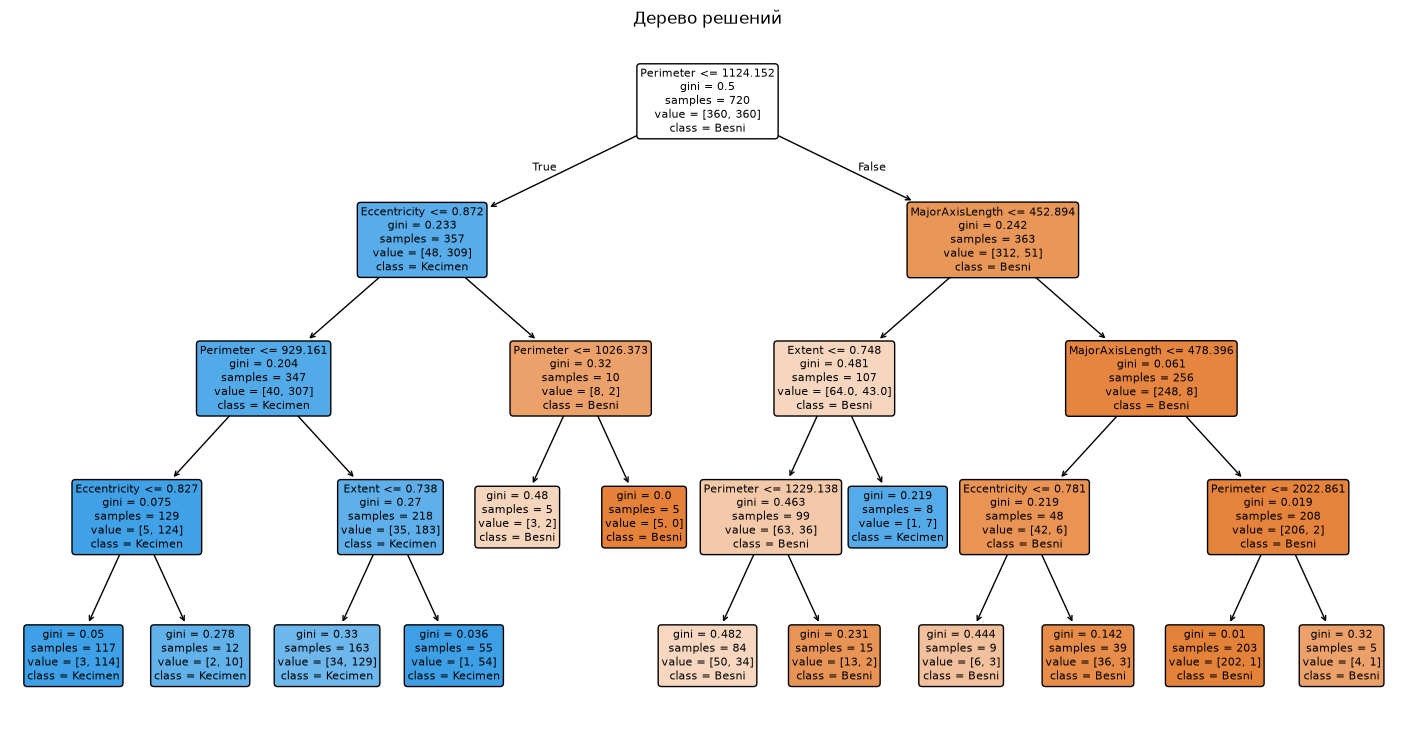 Дерево решений
Perimeter <= 1124.152
gini = 0.5
samples = 720
value = [360, 360]
class = Besni
True
False
Eccentricity <= 0.872
gini = 0.233
samples = 357
value = [48, 309]
class = Kecimen
MajorAxisLength <= 452.894
gini = 0.242
samples = 363
value = [312, 51]
class = Besni
Perimeter <= 929.161
gini = 0.204
samples = 347
value = [40, 307]
class = Kecimen
Perimeter <= 1026.373
gini = 0.32
samples = 10
value = [8, 2]
class = Besni
Extent <= 0.748
gini = 0.481
samples = 107
value = [64.0, 43.0]
class = Besni
MajorAxisLength <= 478.396
gini = 0.061
samples = 256
value = [248, 8]
class = Besni
Eccentricity <= 0.827
gini = 0.075
samples = 129
value = [5, 124]
class = Kecimen
Extent <= 0.738
gini = 0.27
samples = 218
value = [35, 183]
class = Kecimen
gini = 0.48
samples = 5
value = [3, 2]
class = Besni
gini = 0.0
samples = 5
value = [5, 0]
class = Besni
Perimeter <= 1229.138
gini = 0.463
samples = 99
value = [63, 36]
class = Besni
gini = 0.219
samples = 8
value = [1, 7]
class = Kecimen
Eccentricity <= 0.781
gini = 0.219
samples = 48
value = [42, 6]
class = Besni
Perimeter <= 2022.861
gini = 0.019
samples = 208
value = [206, 2]
class = Besni
gini = 0.05
samples = 117
value = [3, 114]
class = Kecimen
gini = 0.278
samples = 12
value = [2, 10]
class = Kecimen
gini = 0.33
samples = 163
value = [34, 129]
class = Kecimen
gini = 0.036
samples = 55
value = [1, 54]
class = Kecimen
gini = 0.482
samples = 84
value = [50, 34]
class = Besni
gini = 0.231
samples = 15
value = [13, 2]
class = Besni
gini = 0.444
samples = 9
value = [6, 3]
class = Besni
gini = 0.142
samples = 39
value = [36, 3]
class = Besni
gini = 0.01
samples = 203
value = [202, 1]
class = Besni
gini = 0.32
samples = 5
value = [4, 1]
class = Besni